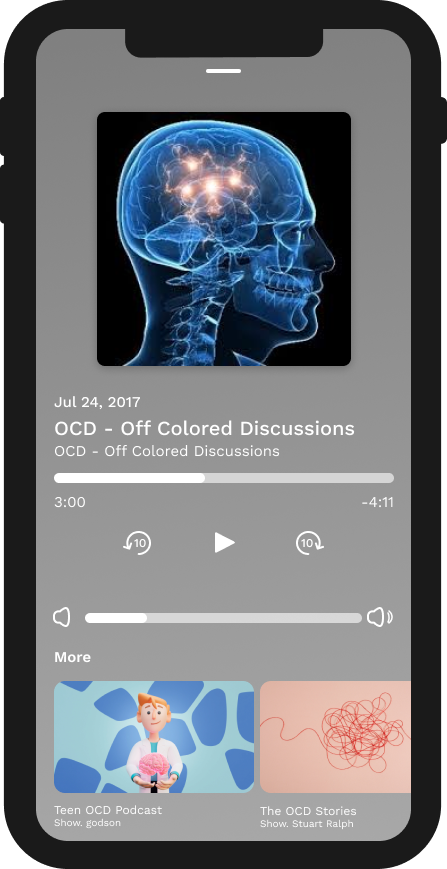 Jul 24, 2017
OCD - Off Colored Discussions
OCD - Off Colored Discussions
3:00 -4:11
10 10
More
Teen OCD Podcast
Show. godson
The OCD Stories
Show. Stuart Ralph